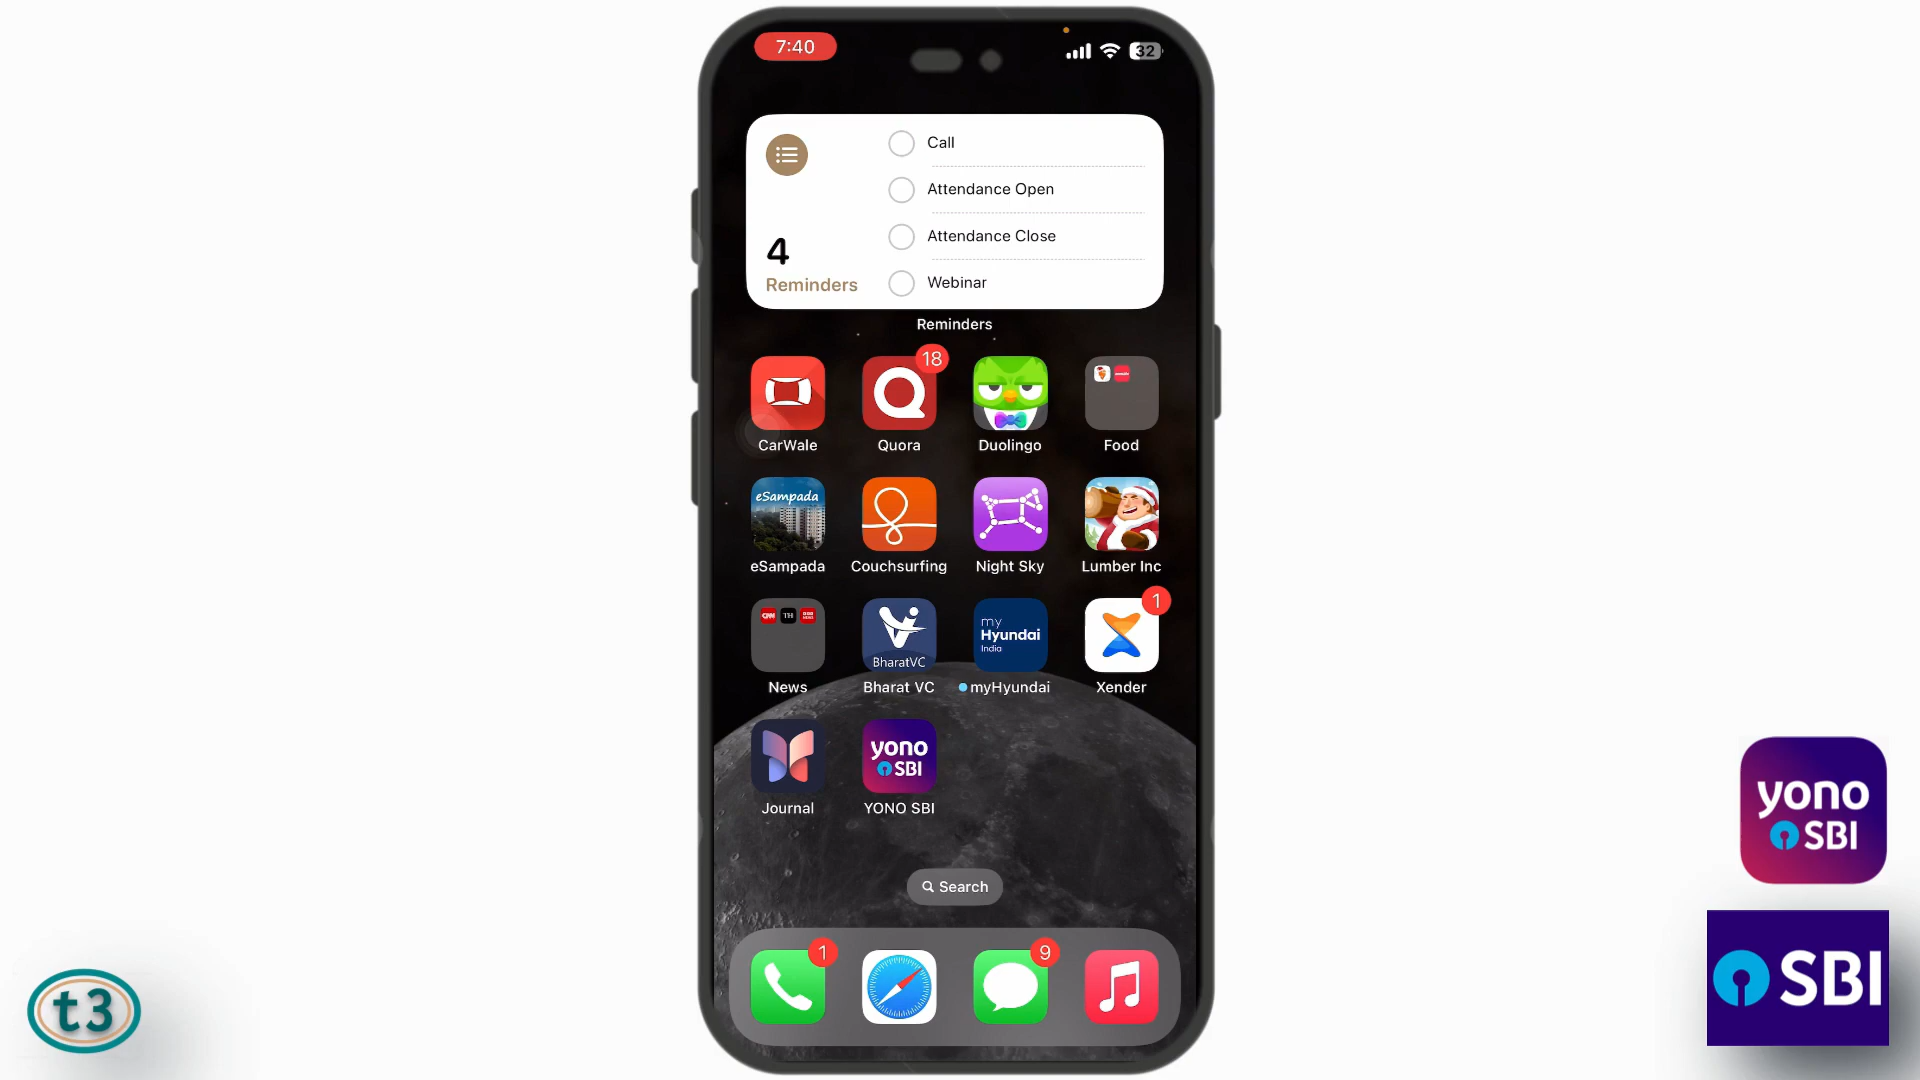 7:40
32
Call
Attendance Open
Attendance Close
4
Reminders
Webinar
Reminders
18
CarWale
Quora
Duolingo
Food
eSampada
eSampada
Couchsurfing
Night Sky
Lumber Inc
1
CNN
TH
my
Hyundai
India
BharatVC
News
Bharat VC
myHyundai
Xender
yono
SBI
Journal
YONO SBI
Search
1
9
yono
SBI
SBI
t3